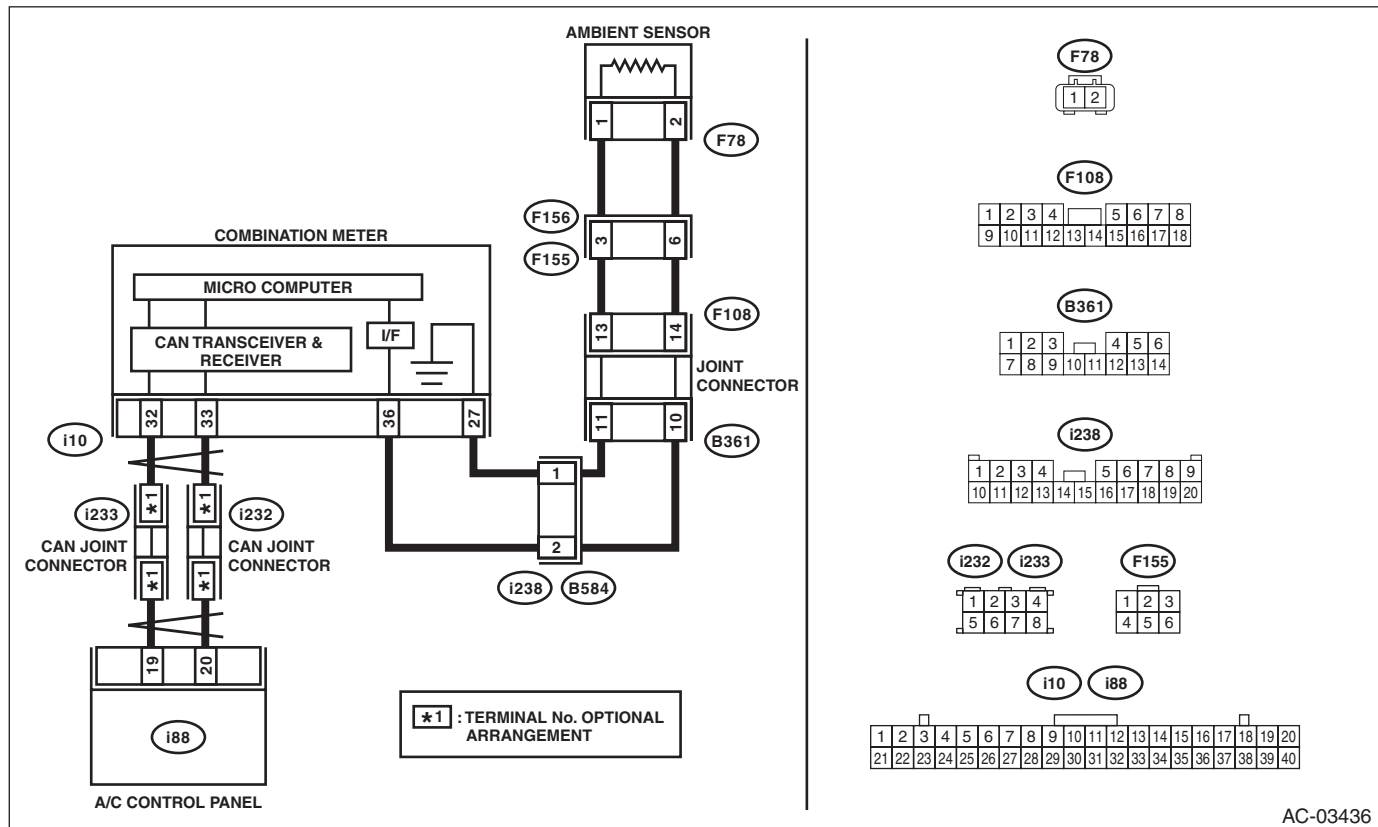 AMBIENT SENSOR
1 2
F78
F156
3 6
F155
COMBINATION METER
MICRO COMPUTER
CAN TRANSCEIVER &
RECEIVER
I/F
F108
13 14
JOINT
CONNECTOR
32 33 36 27
11 10
i10
B361
1
2
i238 B584
i233 *1 *1 i232
CAN JOINT
CONNECTOR
CAN JOINT
CONNECTOR
*1 *1
19 20
i88
A/C CONTROL PANEL
*1 : TERMINAL No. OPTIONAL
ARRANGEMENT
F78
1 2
F108
1 2 3 4 5 6 7 8
9 10 11 12 13 14 15 16 17 18
B361
1 2 3 4 5 6
7 8 9 10 11 12 13 14
i238
1 2 3 4 5 6 7 8 9
10 11 12 13 14 15 16 17 18 19 20
i232 i233
1 2 3 4
5 6 7 8
F155
1 2 3
4 5 6
i10 i88
1 2 3 4 5 6 7 8 9 10 11 12 13 14 15 16 17 18 19 20
21 22 23 24 25 26 27 28 29 30 31 32 33 34 35 36 37 38 39 40
AC-03436